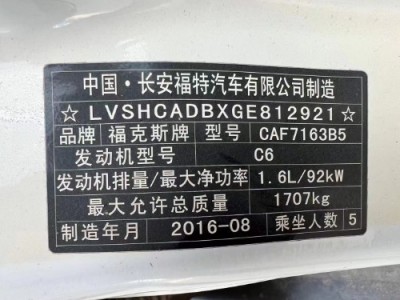 中国·长安福特汽车有限公司制造
☆LVSHCADBXGE812921☆
品牌 福克斯牌 型号 CAF7163B5
发动机型号 C6
发动机排量/最大净功率 1.6L/92kW
最大允许总质量 1707kg
制造年月 2016-08 乘坐人数 5